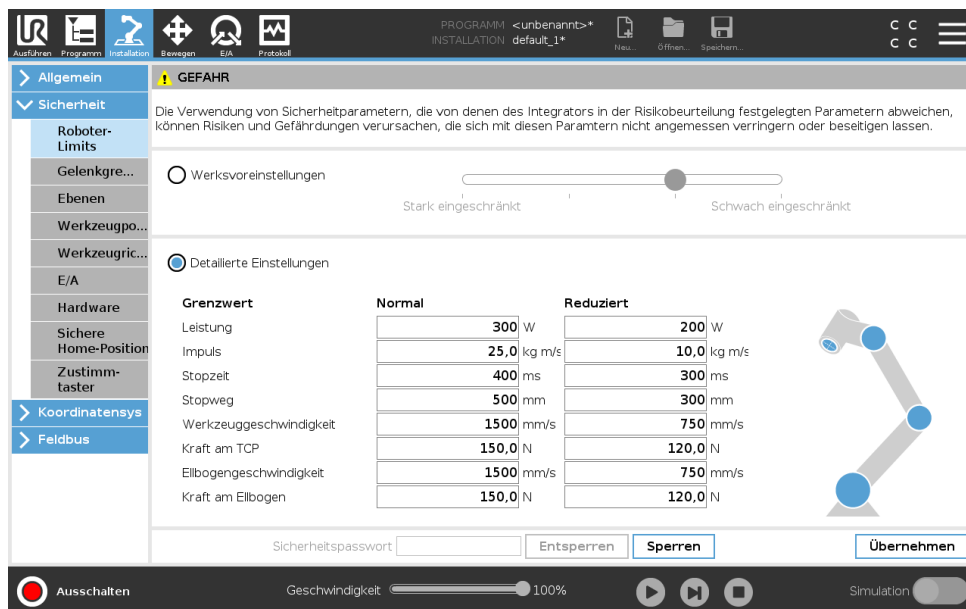 PROGRAMM <unbenannt>*
INSTALLATION default_1*
UR
Ausführen Programm Installation Bewegen E/A Protokoll Neu... Öffnen... Speichern...
C C
C C
Allgemein
Sicherheit
Roboter-
Limits
Gelenkgre...
Ebenen
Werkzeugpo...
Werkzeugric...
E/A
Hardware
Sichere
Home-Position
Zustimm-
taster
Koordinatensys
Feldbus
GEFAHR
Die Verwendung von Sicherheitparametern, die von denen des Integrators in der Risikobeurteilung festgelegten Parametern abweichen,
können Risiken und Gefährdungen verursachen, die sich mit diesen Paramtern nicht angemessen verringern oder beseitigen lassen.
Werksvoreinstellungen
Stark eingeschränkt Schwach eingeschränkt
Detailierte Einstellungen
Grenzwert Normal Reduziert
Leistung 300 W 200 W
Impuls 25,0 kg m/s 10,0 kg m/s
Stopzeit 400 ms 300 ms
Stopweg 500 mm 300 mm
Werkzeuggeschwindigkeit 1500 mm/s 750 mm/s
Kraft am TCP 150,0 N 120,0 N
Ellbogengeschwindigkeit 1500 mm/s 750 mm/s
Kraft am Ellbogen 150,0 N 120,0 N
Sicherheitspasswort Entsperren Sperren Übernehmen
Ausschalten Geschwindigkeit 100% Simulation